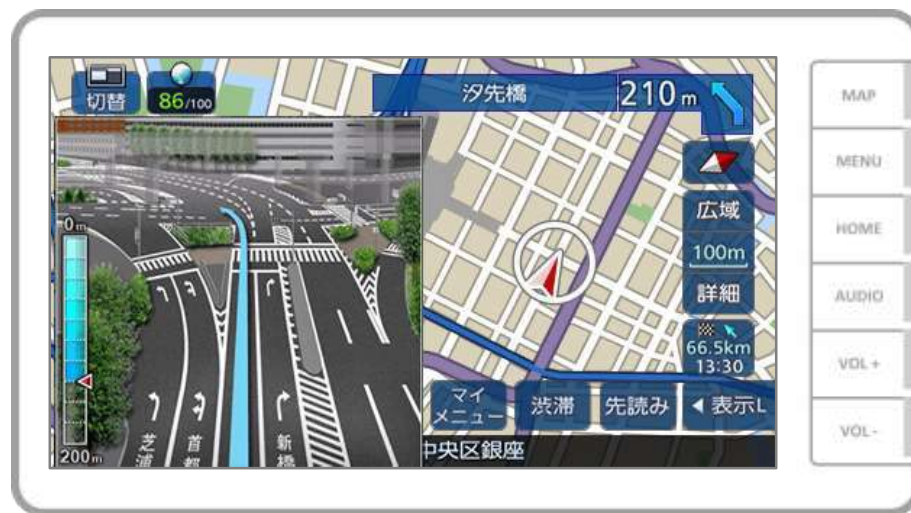 切替
86/100
汐先橋
210 m
広域
100m
詳細
66.5km
13:30
0m
200m
芝浦
首都
新橋
マイ
メニュー
渋滞
先読み
表示L
中央区銀座
MAP
MENU
HOME
AUDIO
VOL +
VOL -